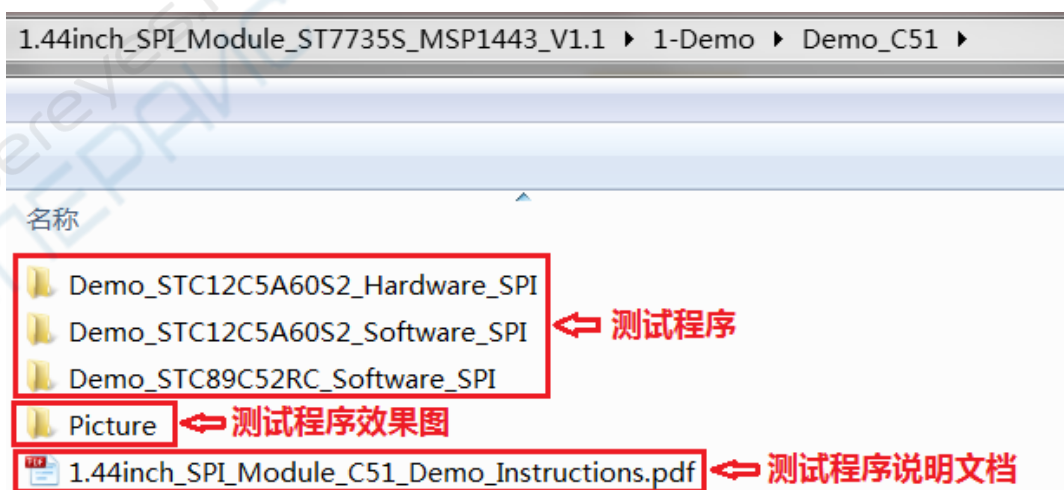 1.44inch_SPI_Module_ST7735S_MSP1443_V1.1 ▸ 1-Demo ▸ Demo_C51 ▸
名称
Demo_STC12C5A60S2_Hardware_SPI
Demo_STC12C5A60S2_Software_SPI
测试程序
Demo_STC89C52RC_Software_SPI
Picture
测试程序效果图
1.44inch_SPI_Module_C51_Demo_Instructions.pdf
测试程序说明文档